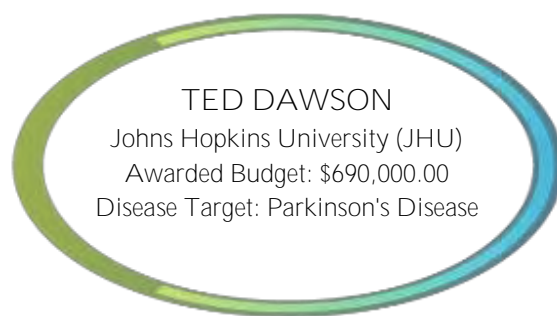 TED DAWSON
Johns Hopkins University (JHU)
Awarded Budget: $690,000.00
Disease Target: Parkinson's Disease